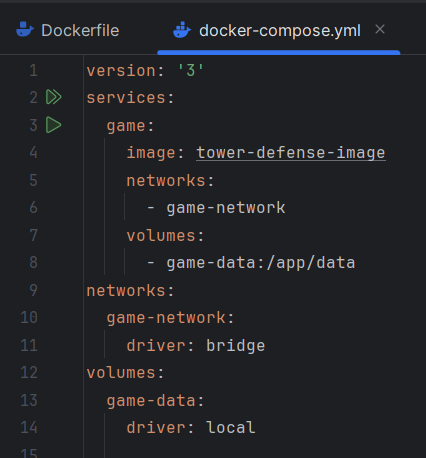 Dockerfile docker-compose.yml
1 version: '3'
2 services:
3   game:
4     image: tower-defense-image
5     networks:
6       - game-network
7     volumes:
8       - game-data:/app/data
9 networks:
10   game-network:
11     driver: bridge
12 volumes:
13   game-data:
14     driver: local
15